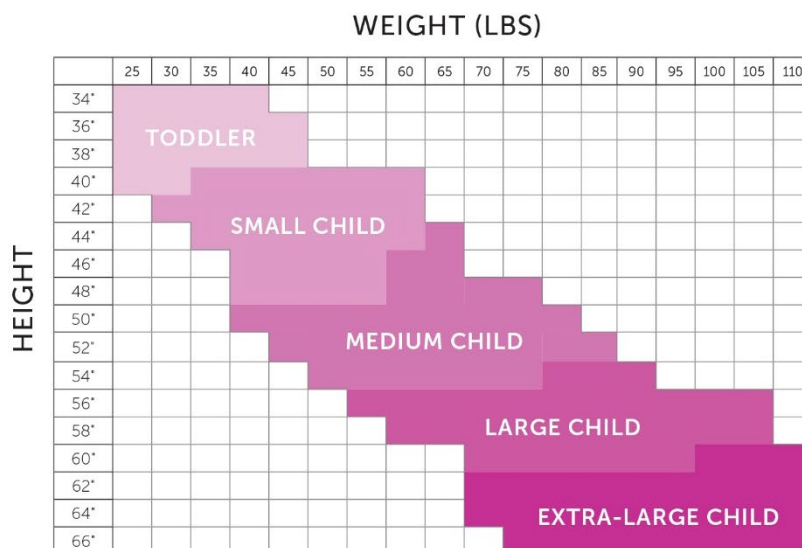 WEIGHT (LBS)
25 30 35 40 45 50 55 60 65 70 75 80 85 90 95 100 105 110
34"
36"
TODDLER
38"
40"
42"
SMALL CHILD
44"
HEIGHT
46"
48"
50"
MEDIUM CHILD
52"
54"
56"
LARGE CHILD
58"
60"
62"
64"
EXTRA-LARGE CHILD
66"